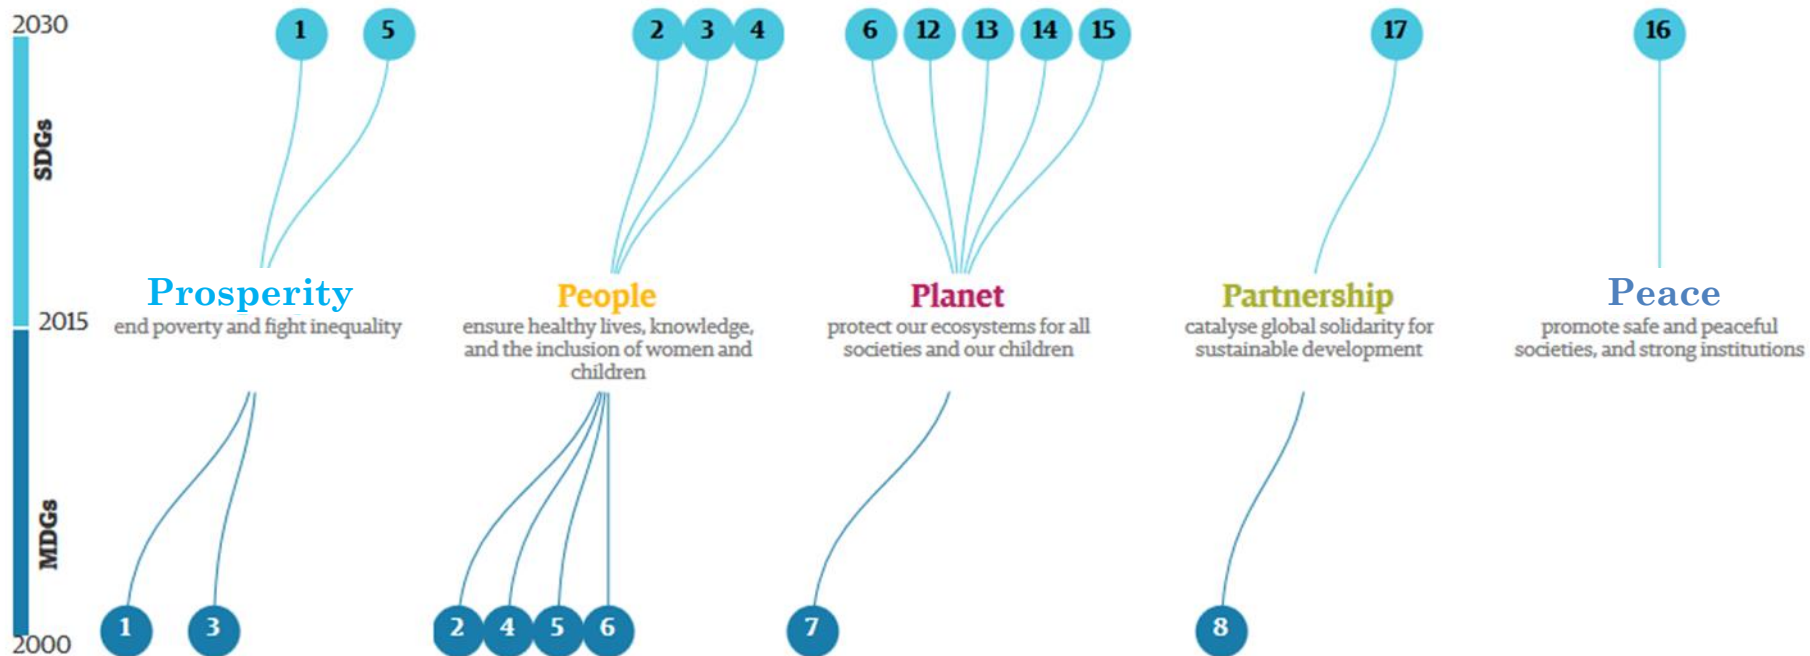 2030
1 5 2 3 4 6 12 13 14 15 17 16
SDGs
Prosperity People Planet Partnership Peace
2015
end poverty and fight inequality
ensure healthy lives, knowledge,
and the inclusion of women and
children
protect our ecosystems for all
societies and our children
catalyse global solidarity for
sustainable development
promote safe and peaceful
societies, and strong institutions
MDGs
1 3 2 4 5 6 7 8
2000